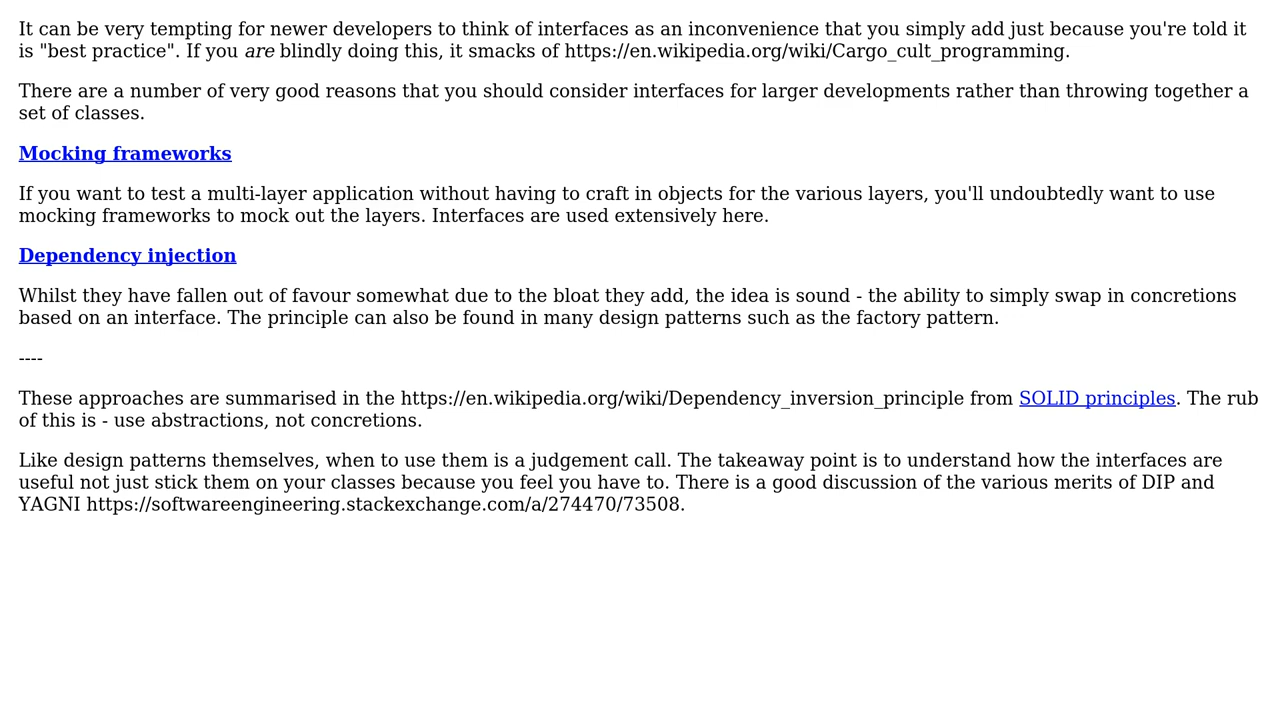 It can be very tempting for newer developers to think of interfaces as an inconvenience that you simply add just because you're told it
is "best practice". If you are blindly doing this, it smacks of https://en.wikipedia.org/wiki/Cargo_cult_programming.
There are a number of very good reasons that you should consider interfaces for larger developments rather than throwing together a
set of classes.
Mocking frameworks
If you want to test a multi-layer application without having to craft in objects for the various layers, you'll undoubtedly want to use
mocking frameworks to mock out the layers. Interfaces are used extensively here.
Dependency injection
Whilst they have fallen out of favour somewhat due to the bloat they add, the idea is sound - the ability to simply swap in concretions
based on an interface. The principle can also be found in many design patterns such as the factory pattern.
----
These approaches are summarised in the https://en.wikipedia.org/wiki/Dependency_inversion_principle from SOLID principles. The rub
of this is - use abstractions, not concretions.
Like design patterns themselves, when to use them is a judgement call. The takeaway point is to understand how the interfaces are
useful not just stick them on your classes because you feel you have to. There is a good discussion of the various merits of DIP and
YAGNI https://softwareengineering.stackexchange.com/a/274470/73508.